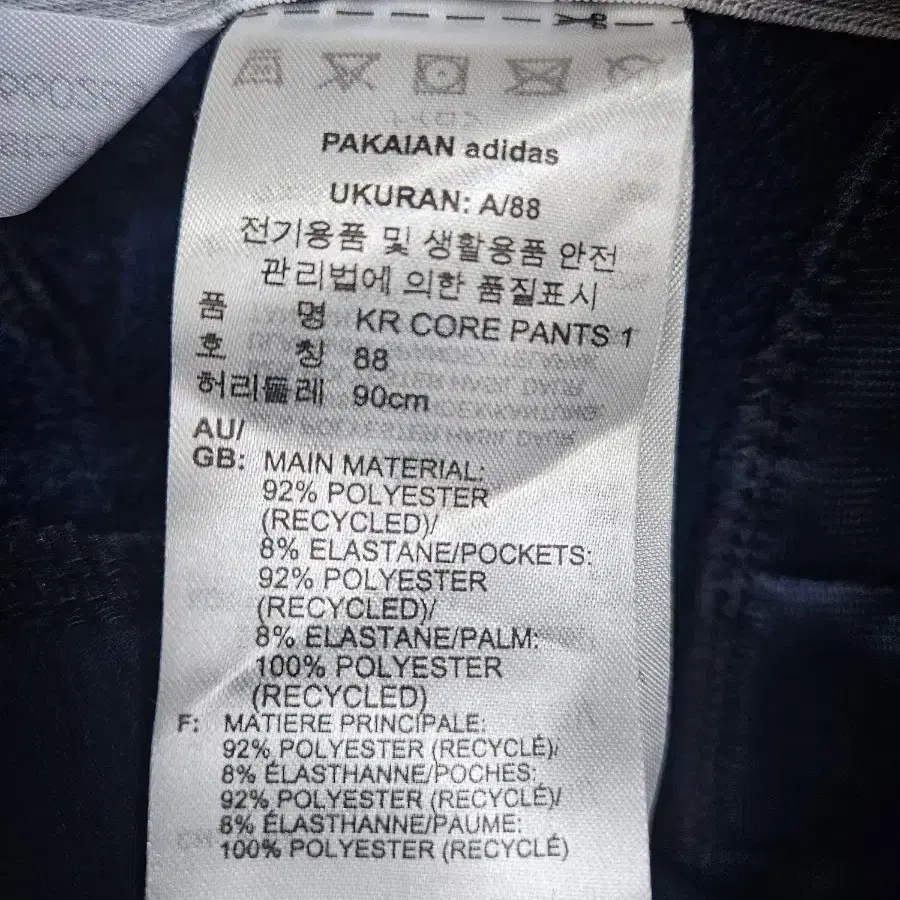 PAKAIAN adidas
UKURAN: A/88
전기용품 및 생활용품 안전
관리법에 의한 품질표시
품 명 KR CORE PANTS 1
호 칭 88
허리둘레 90cm
AU/
GB: MAIN MATERIAL:
92% POLYESTER
(RECYCLED)/
8% ELASTANE/POCKETS:
92% POLYESTER
(RECYCLED)/
8% ELASTANE/PALM:
100% POLYESTER
(RECYCLED)
F: MATIERE PRINCIPALE:
92% POLYESTER (RECYCLÉ)/
8% ÉLASTHANNE/POCHES:
92% POLYESTER (RECYCLÉ)/
8% ÉLASTHANNE/PAUME:
100% POLYESTER (RECYCLÉ)